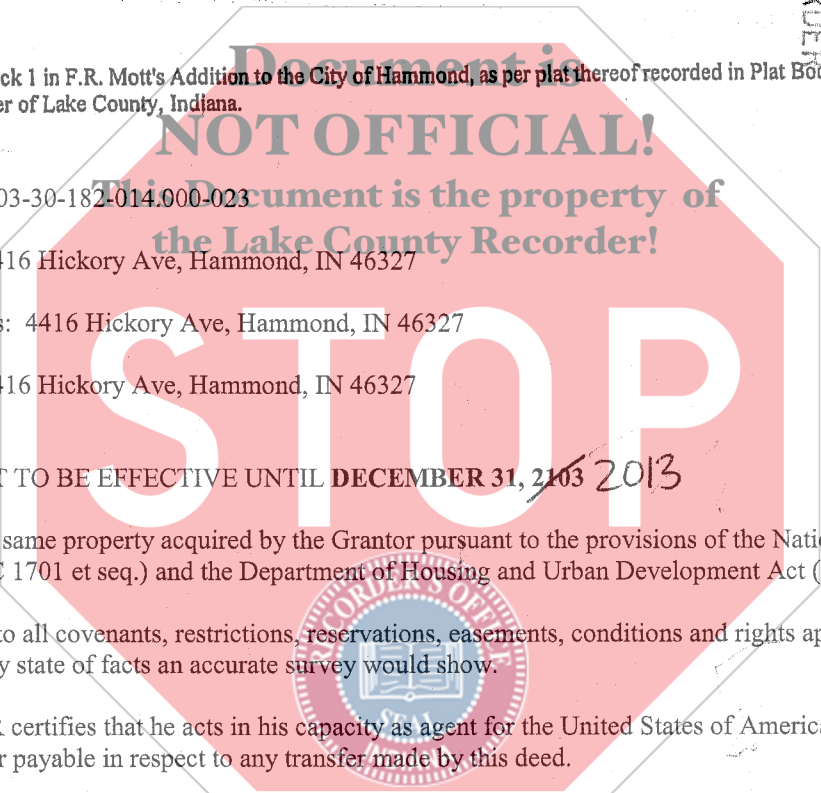 Document is
ck 1 in F.R. Mott's Addition to the City of Hammond, as per plat thereof recorded in Plat Boo
er of Lake County, Indiana.
NOT OFFICIAL!
03-30-182-014.000-023
This Document is the property of
the Lake County Recorder!
416 Hickory Ave, Hammond, IN 46327
s: 4416 Hickory Ave, Hammond, IN 46327
416 Hickory Ave, Hammond, IN 46327
STOP
T TO BE EFFECTIVE UNTIL DECEMBER 31, 2103 2013
same property acquired by the Grantor pursuant to the provisions of the Natio
C 1701 et seq.) and the Department of Housing and Urban Development Act (
to all covenants, restrictions, reservations, easements, conditions and rights ap
y state of facts an accurate survey would show.
RECORDER'S OFFICE
SEAL
INDIANA
R certifies that he acts in his capacity as agent for the United States of America
r payable in respect to any transfer made by this deed.